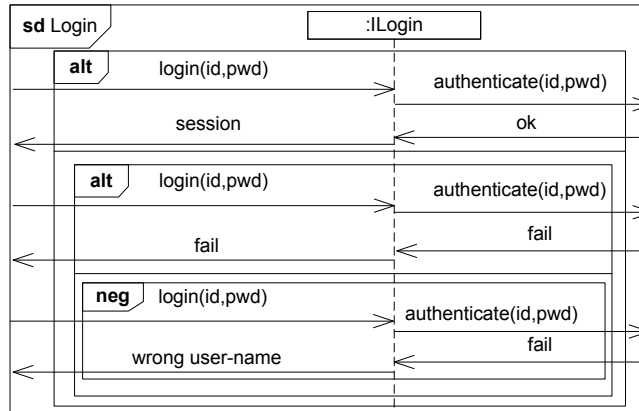 sd Login
:ILogin
alt
login(id,pwd)
authenticate(id,pwd)
session
ok
alt
login(id,pwd)
authenticate(id,pwd)
fail
fail
neg
login(id,pwd)
authenticate(id,pwd)
wrong user-name
fail